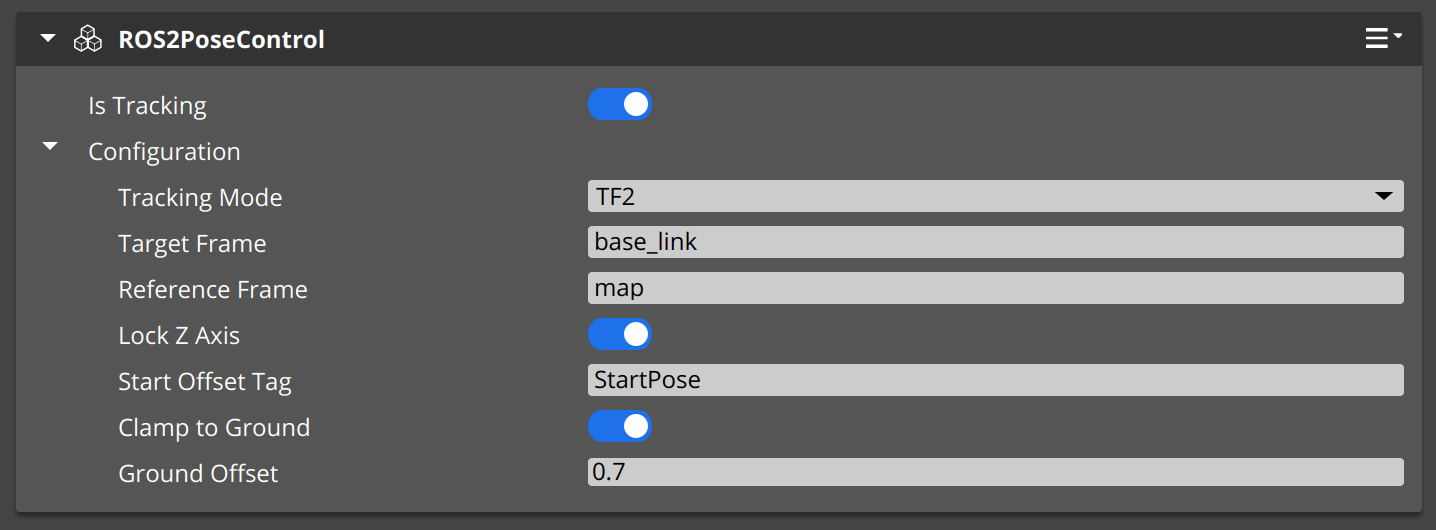 ROS2PoseControl
Is Tracking
Configuration
Tracking Mode TF2
Target Frame base_link
Reference Frame map
Lock Z Axis
Start Offset Tag StartPose
Clamp to Ground
Ground Offset 0.7